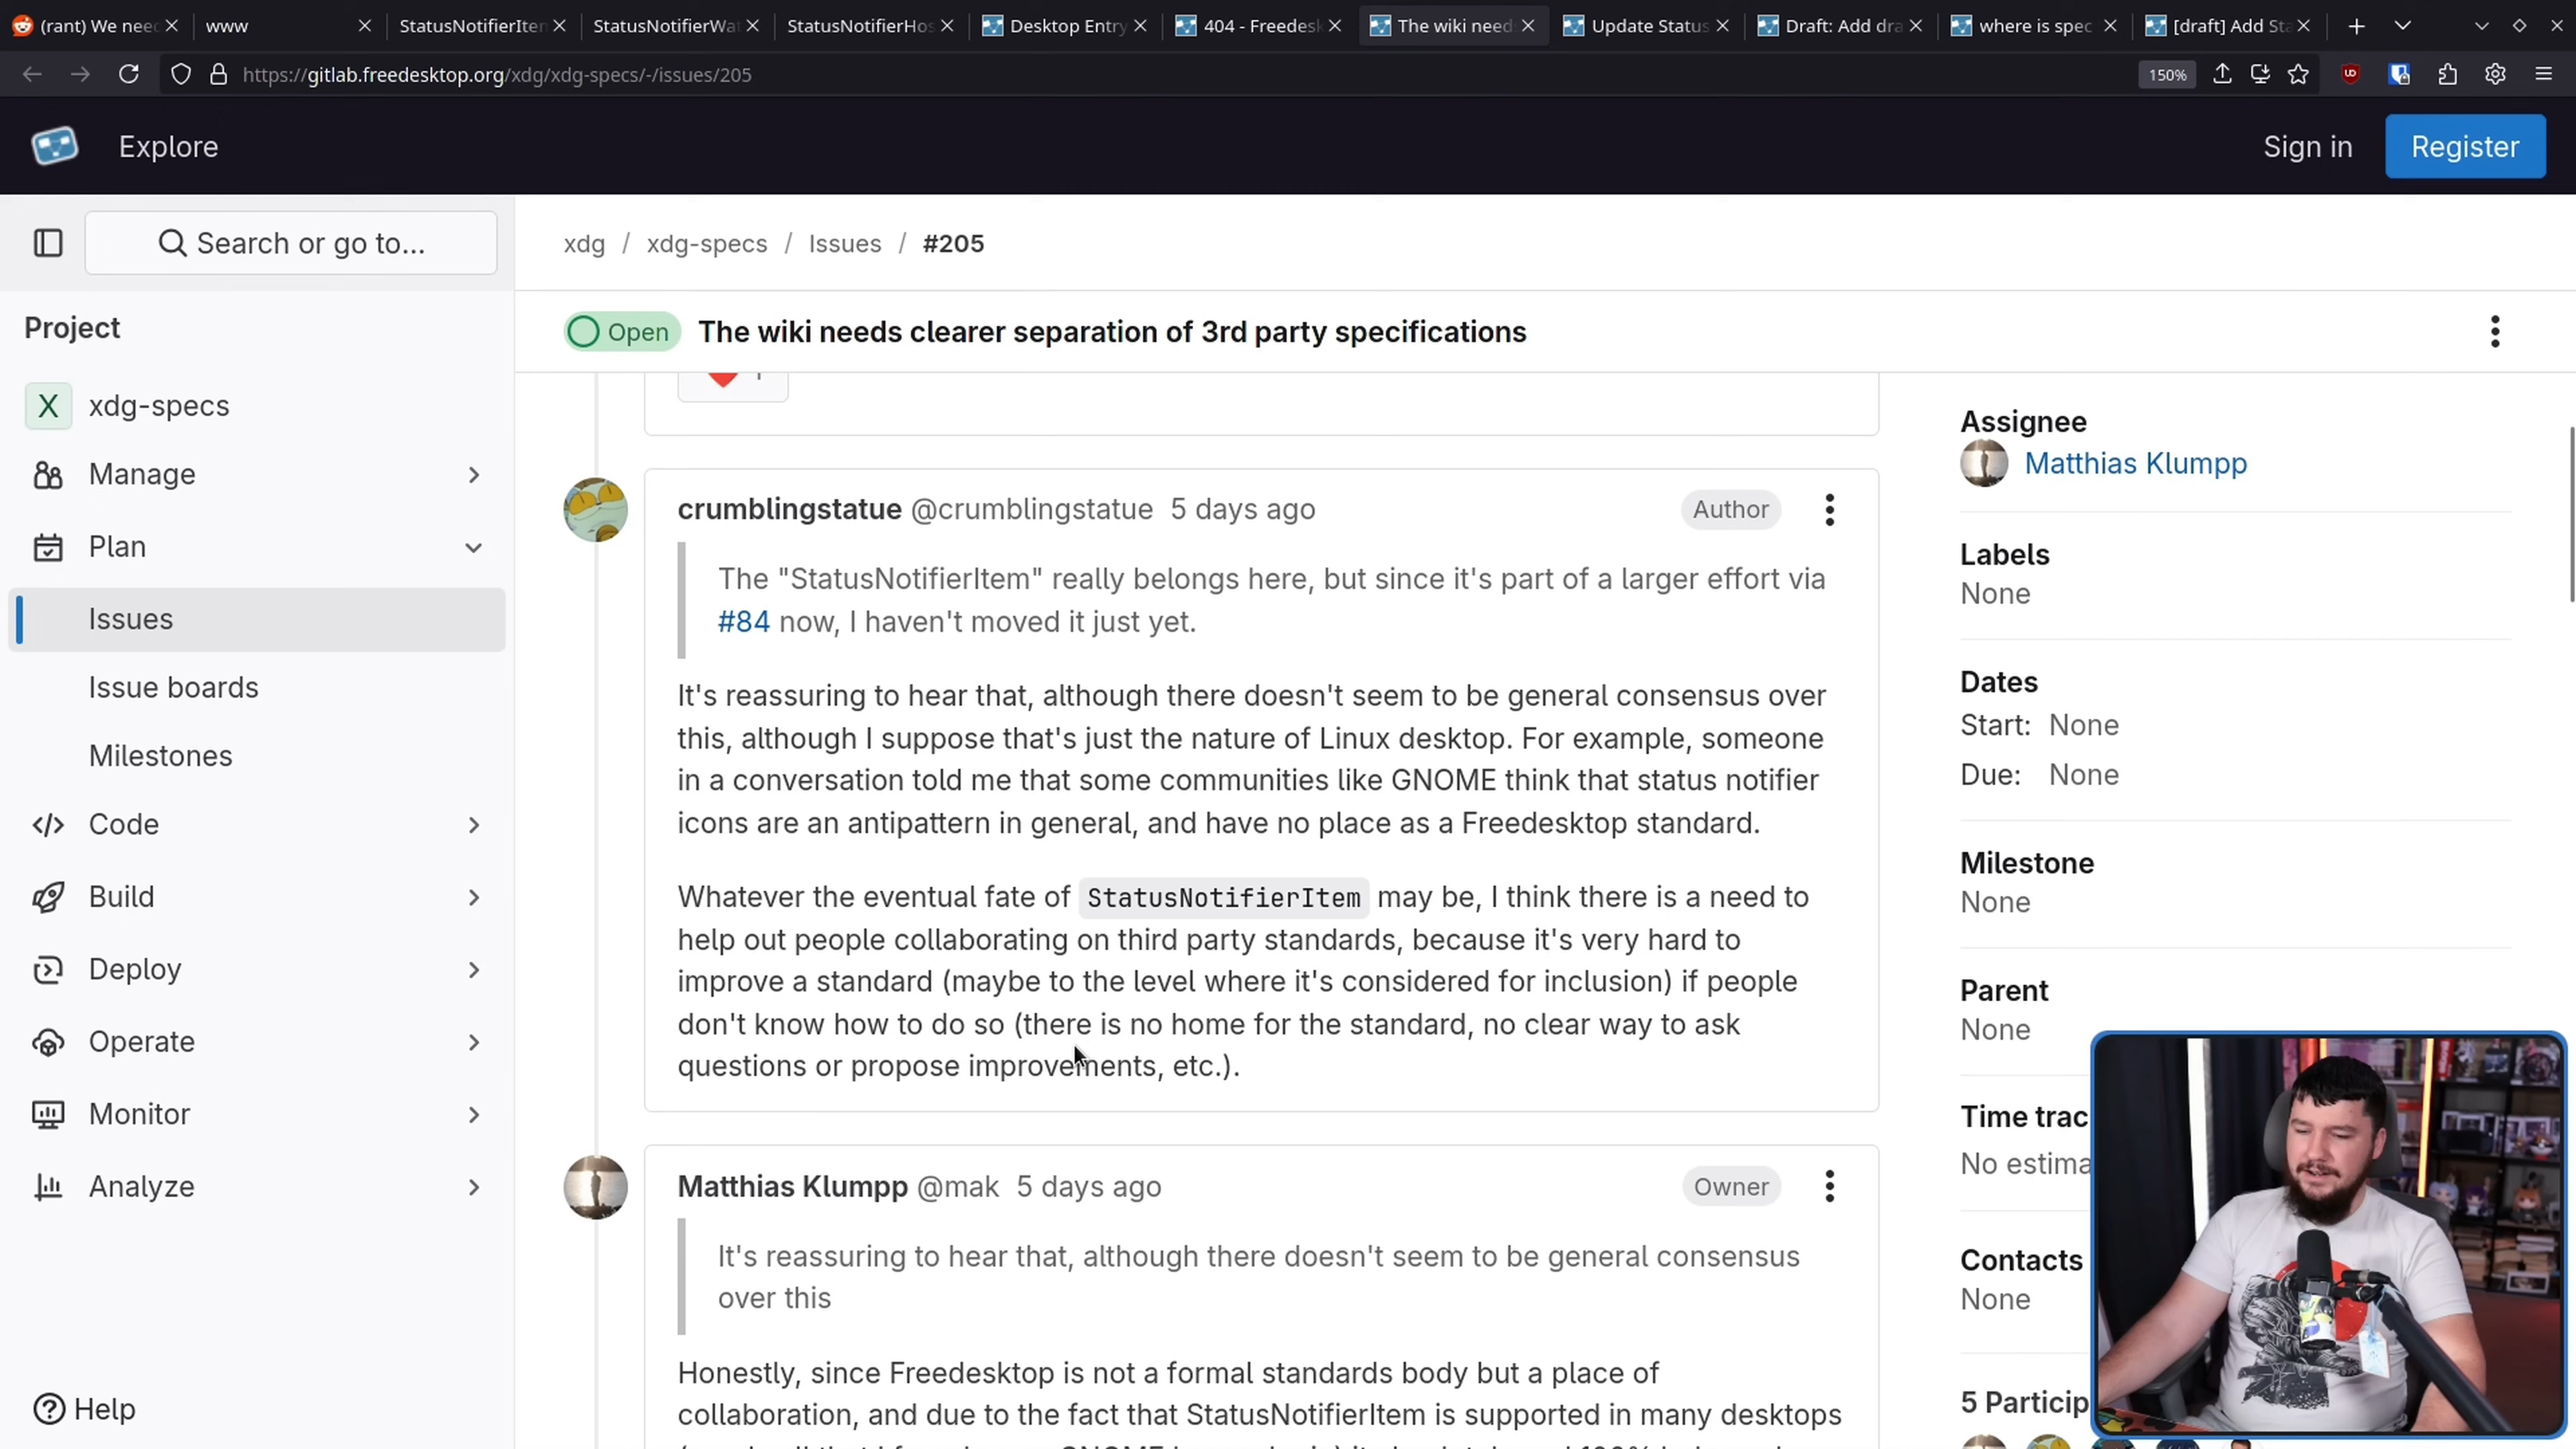 (rant) We need
www
StatusNotifierItem
StatusNotifierWat
StatusNotifierHos
Desktop Entry
404 - Freedesk
The wiki need
Update Status
Draft: Add dra
where is spec
[draft] Add Sta
https://gitlab.freedesktop.org/xdg/xdg-specs/-/issues/205
150%
Explore
Sign in
Register
Search or go to...
xdg / xdg-specs / Issues / #205
Project
Open
The wiki needs clearer separation of 3rd party specifications
X
xdg-specs
Manage
Plan
Issues
Issue boards
Milestones
Code
Build
Deploy
Operate
Monitor
Analyze
Help
crumblingstatue @crumblingstatue 5 days ago
Author
The "StatusNotifierItem" really belongs here, but since it's part of a larger effort via
#84 now, I haven't moved it just yet.
It's reassuring to hear that, although there doesn't seem to be general consensus over
this, although I suppose that's just the nature of Linux desktop. For example, someone
in a conversation told me that some communities like GNOME think that status notifier
icons are an antipattern in general, and have no place as a Freedesktop standard.
Whatever the eventual fate of StatusNotifierItem may be, I think there is a need to
help out people collaborating on third party standards, because it's very hard to
improve a standard (maybe to the level where it's considered for inclusion) if people
don't know how to do so (there is no home for the standard, no clear way to ask
questions or propose improvements, etc.).
Matthias Klumpp @mak 5 days ago
Owner
It's reassuring to hear that, although there doesn't seem to be general consensus
over this
Honestly, since Freedesktop is not a formal standards body but a place of
collaboration, and due to the fact that StatusNotifierItem is supported in many desktops
Assignee
Matthias Klumpp
Labels
None
Dates
Start: None
Due: None
Milestone
None
Parent
None
Time trac
No estima
Contacts
None
5 Particip